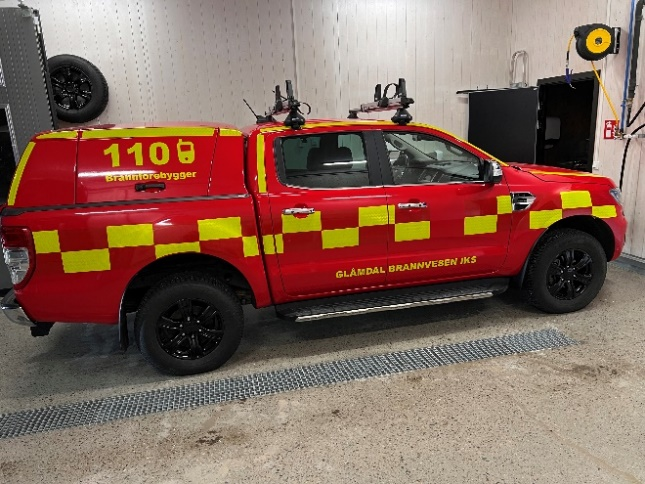 110
Brannforebygger
GLÅMDAL BRANNVESEN IKS